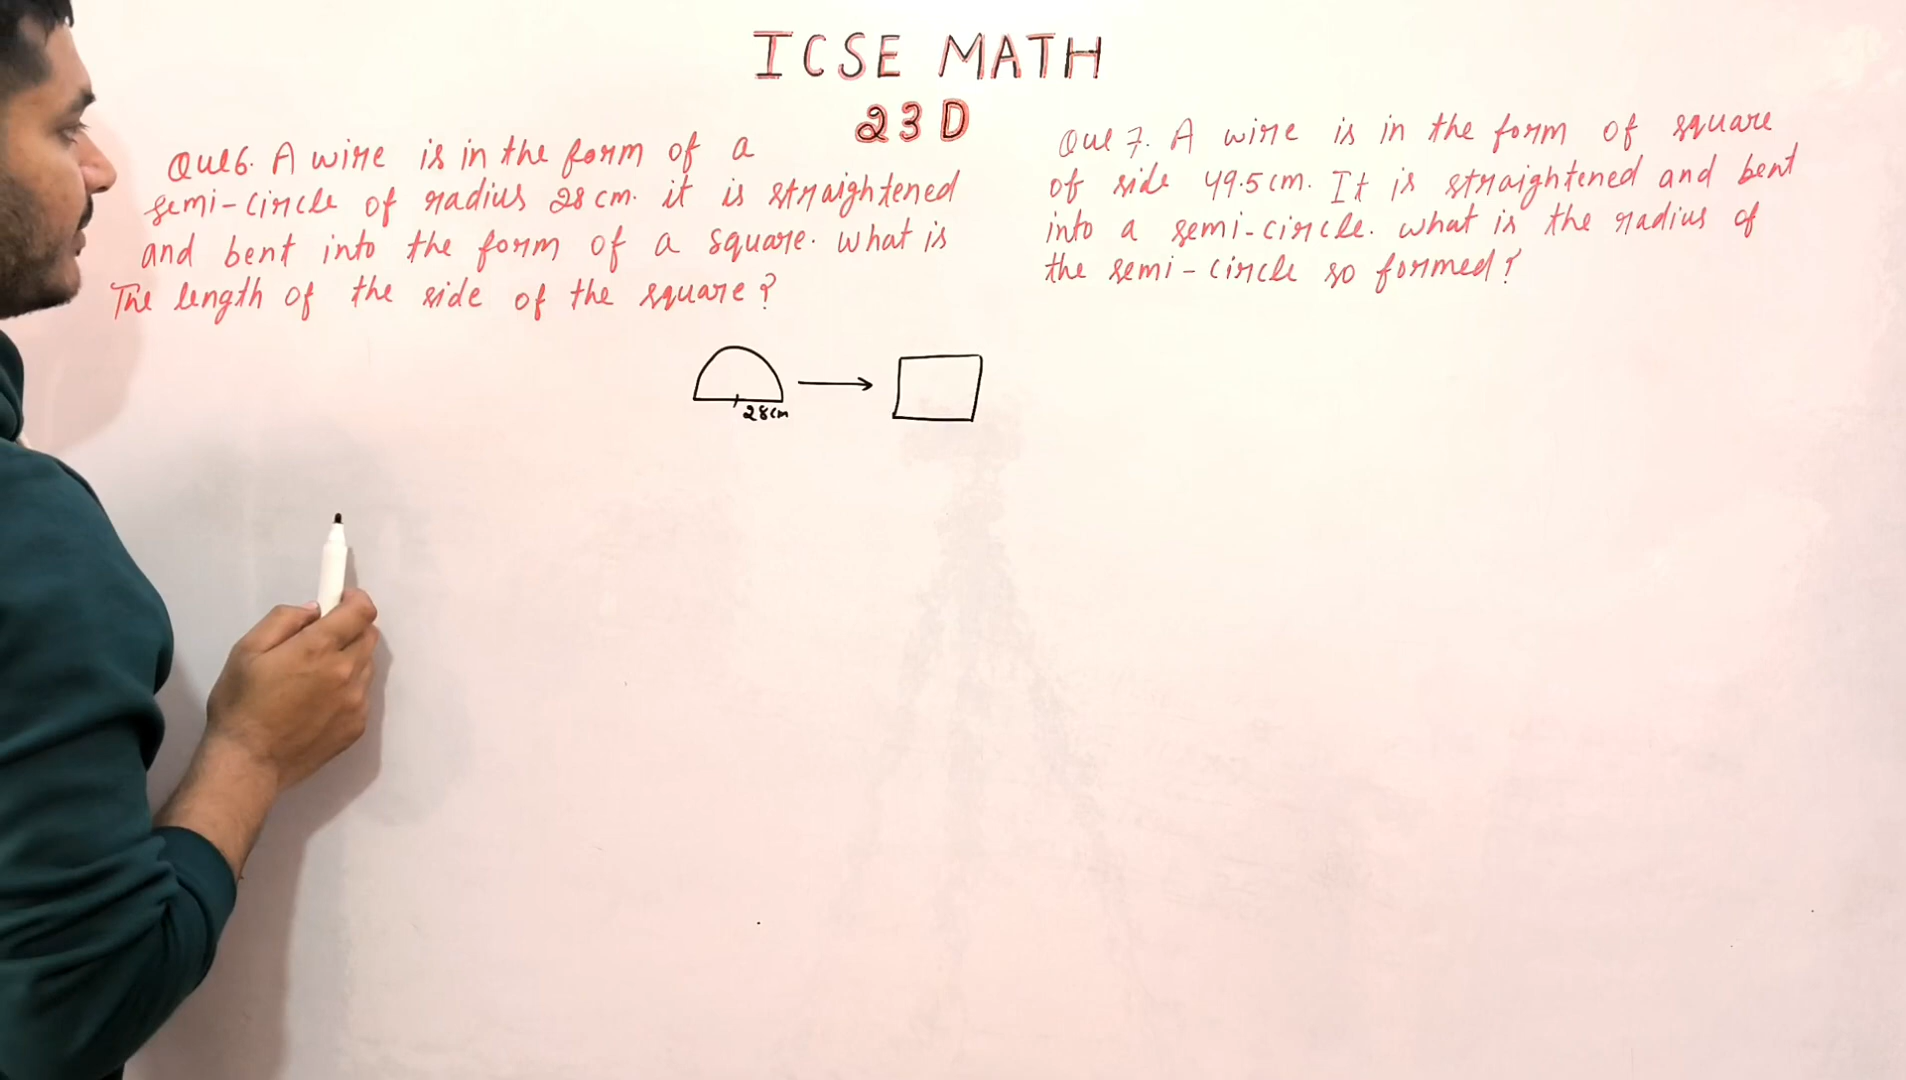 ICSE MATH
23 D
Que6. A wire is in the form of a
semi-circle of radius 28 cm. it is straightened
and bent into the form of a square. what is
The length of the side of the square?
Que 7. A wire is in the form of square
of side 49.5 cm. It is straightened and bent
into a semi-circle. what is the radius of
the semi-circle so formed?
28cm